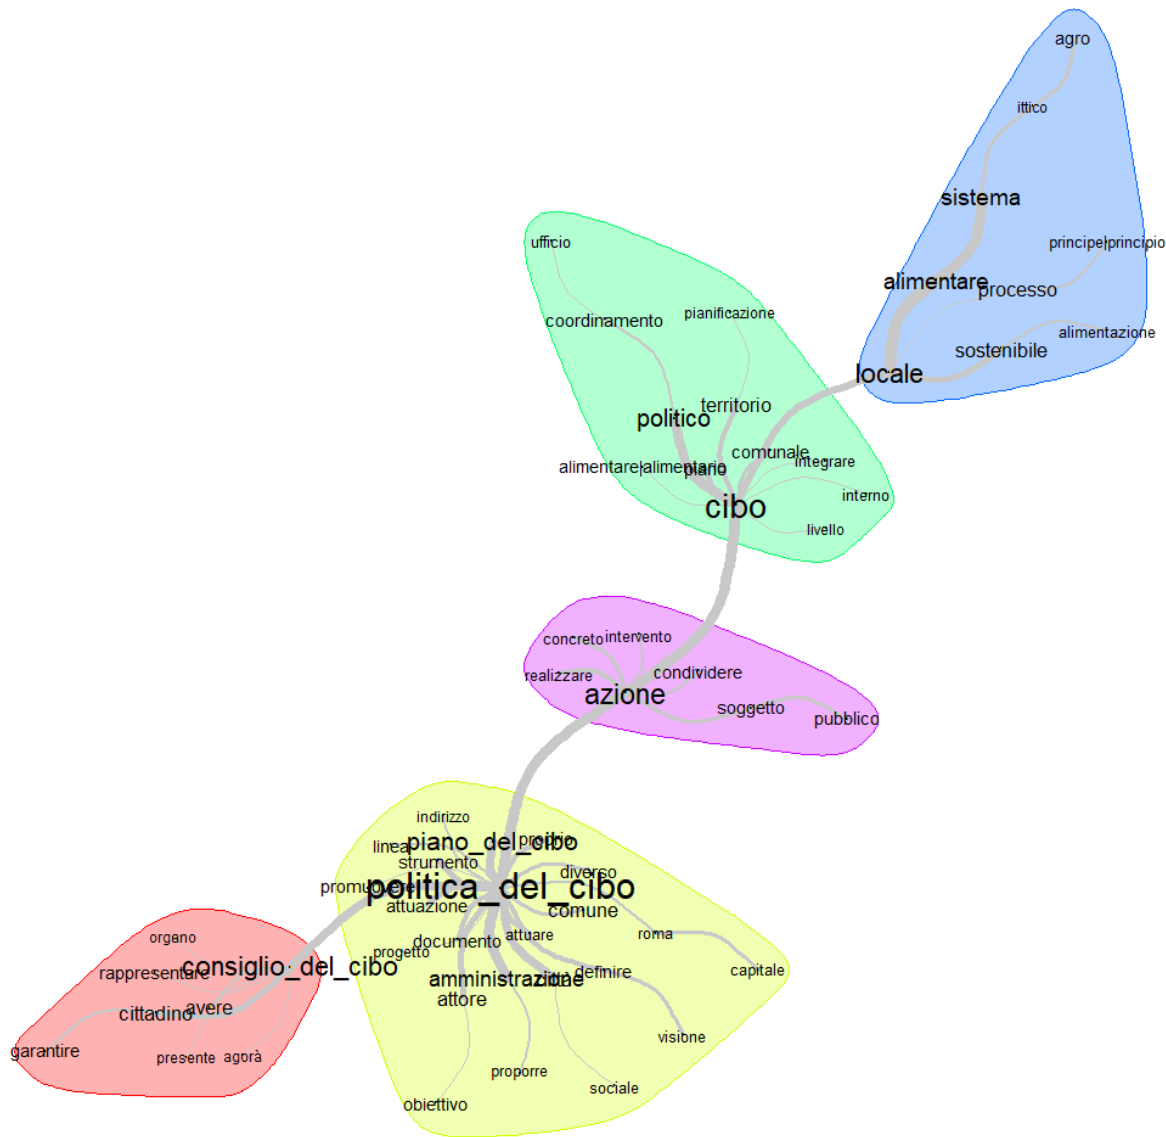 agro
ittico
sistema
principe|principio
alimentare
processo
alimentazione
sostenibile
locale
ufficio
pianificazione
coordinamento
territorio
politico
comunale
integrare
alimentare|alimentario
piano
interno
cibo
livello
concreto
intervento
condividere
realizzare
azione
soggetto
pubblico
indirizzo
proprio
piano_del_cibo
linea
strumento
diverso
promuovere
politica_del_cibo
attuazione
comune
roma
documento
attuare
progetto
capitale
definire
amministrazione
città
attore
visione
proporre
sociale
obiettivo
organo
consiglio_del_cibo
rappresentare
avere
cittadino
garantire
presente
agorà